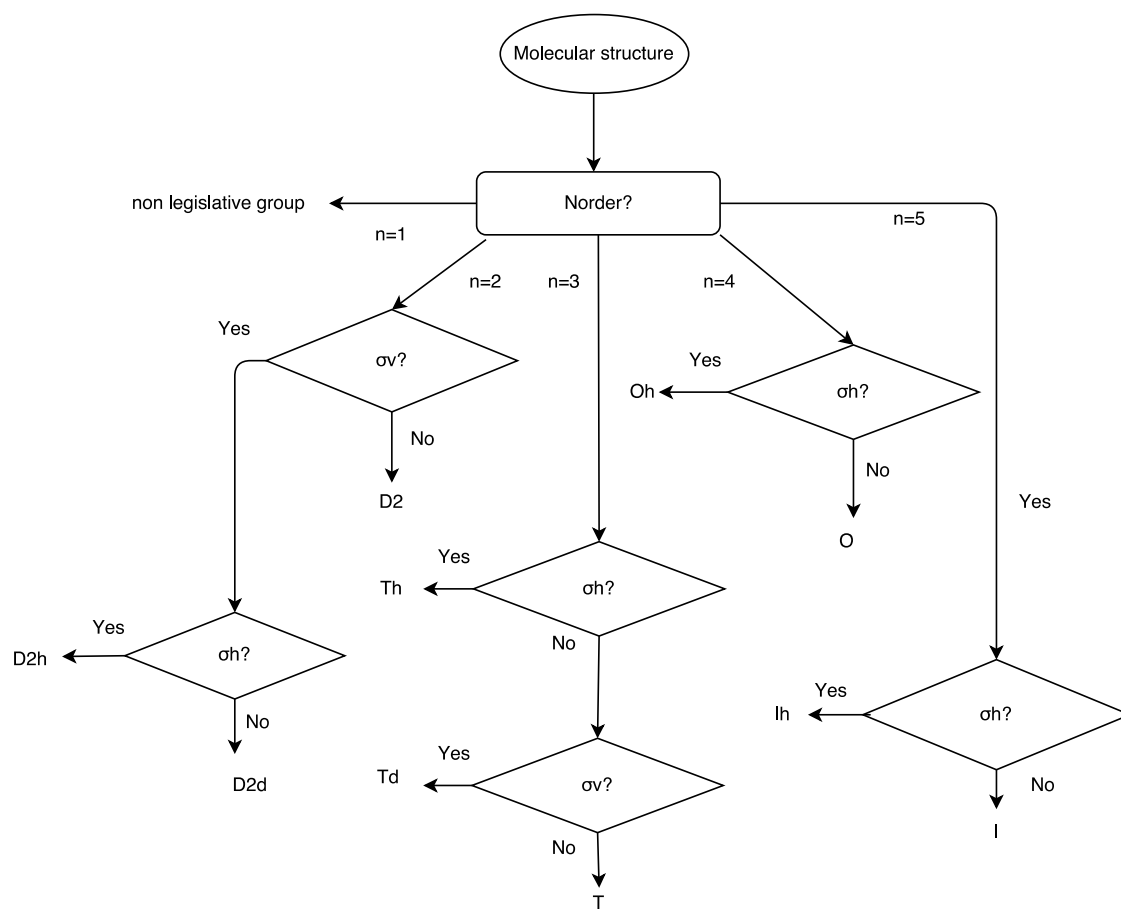 Molecular structure
non legislative group
Norder?
n=1
n=2
n=3
n=4
n=5
Yes
σv?
No
D2
Yes
Oh
σh?
No
O
Yes
Yes
Th
σh?
No
Yes
D2h
σh?
No
D2d
Yes
Td
σv?
No
T
Yes
Ih
σh?
No
I